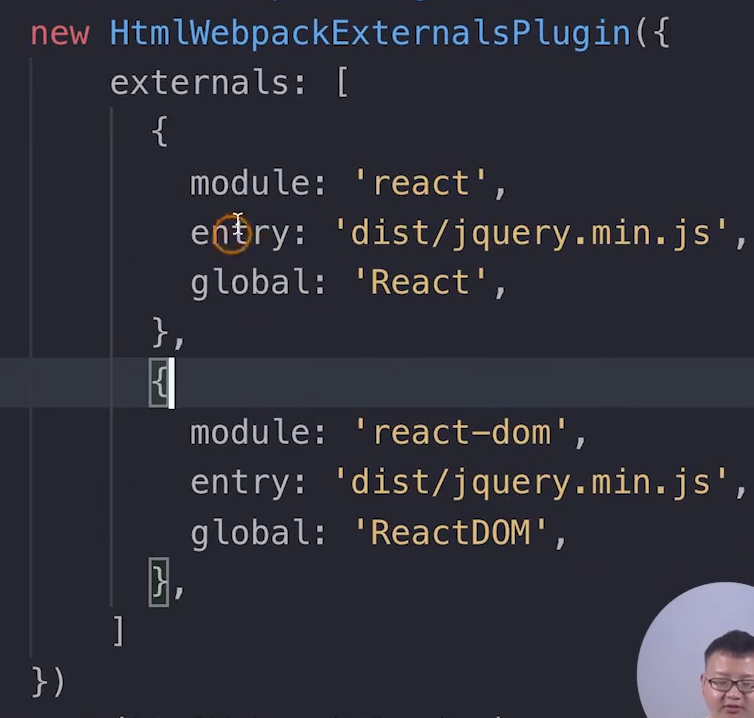 new HtmlWebpackExternalsPlugin({
externals: [
{
module: 'react',
entry: 'dist/jquery.min.js',
global: 'React',
},
{
module: 'react-dom',
entry: 'dist/jquery.min.js',
global: 'ReactDOM',
},
]
})